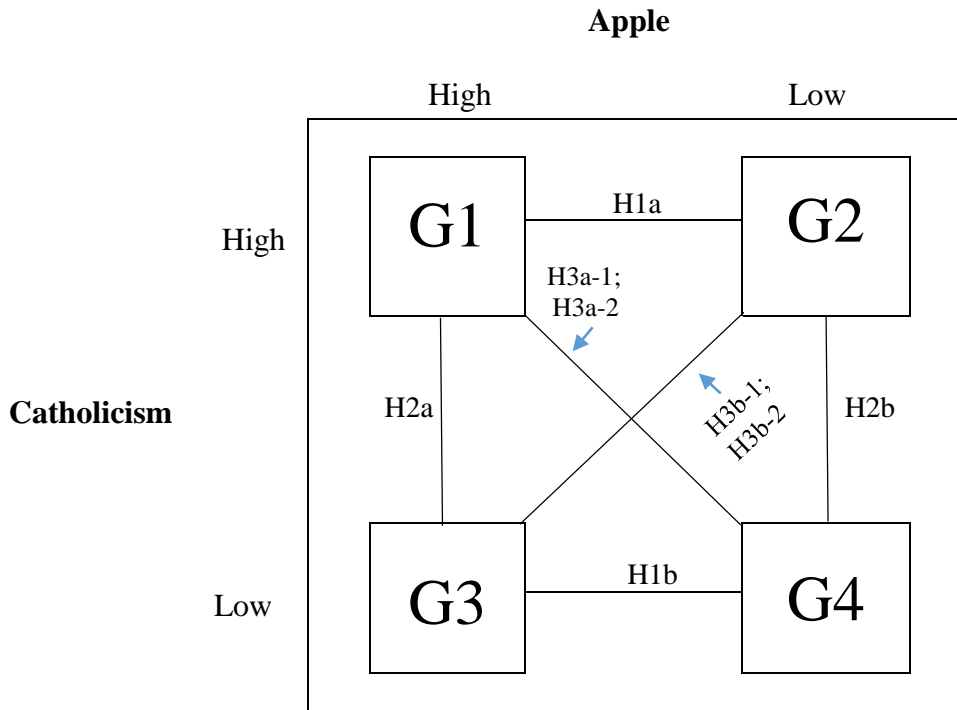 Apple
High Low
G1 H1a G2
High
H3a-1;
H3a-2
Catholicism
H2a
H3b-1;
H3b-2
H2b
G3 H1b G4
Low